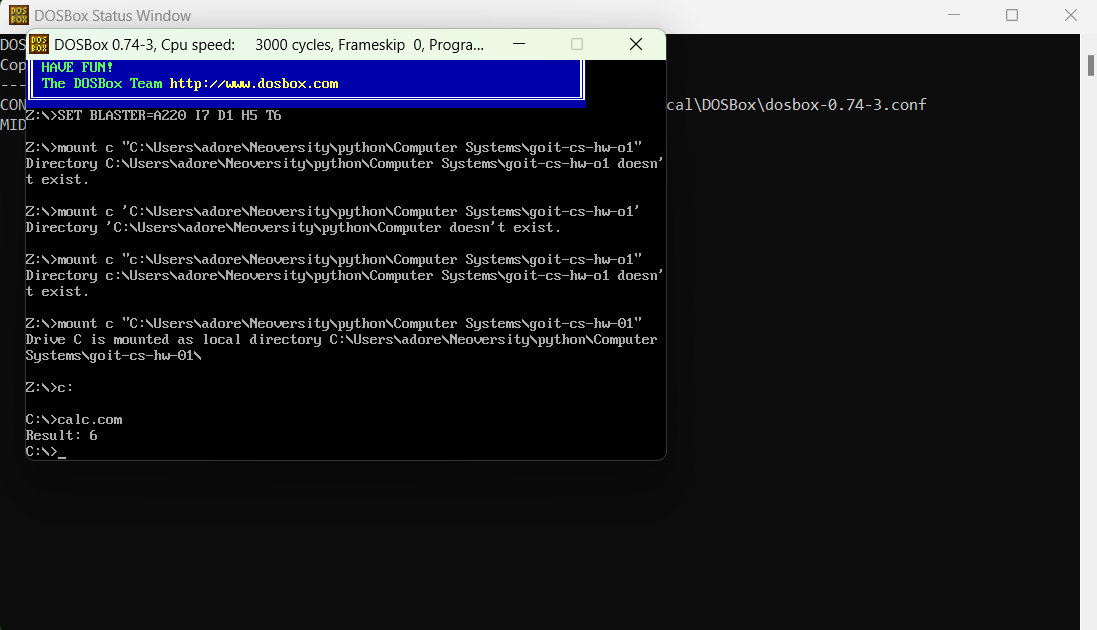 DOSBox Status Window
DOSBox 0.74-3, Cpu speed: 3000 cycles, Frameskip 0, Progra...
DOS
Cop
---
CON
cal\DOSBox\dosbox-0.74-3.conf
MID
HAVE FUN!
The DOSBox Team http://www.dosbox.com
Z:\>SET BLASTER=A220 I7 D1 H5 T6
Z:\>mount c "C:\Users\adore\Neoversity\python\Computer Systems\goit-cs-hw-o1"
Directory C:\Users\adore\Neoversity\python\Computer Systems\goit-cs-hw-o1 doesn'
t exist.
Z:\>mount c 'C:\Users\adore\Neoversity\python\Computer Systems\goit-cs-hw-o1'
Directory 'C:\Users\adore\Neoversity\python\Computer doesn't exist.
Z:\>mount c "c:\Users\adore\Neoversity\python\Computer Systems\goit-cs-hw-o1"
Directory c:\Users\adore\Neoversity\python\Computer Systems\goit-cs-hw-o1 doesn'
t exist.
Z:\>mount c "C:\Users\adore\Neoversity\python\Computer Systems\goit-cs-hw-01"
Drive C is mounted as local directory C:\Users\adore\Neoversity\python\Computer
Systems\goit-cs-hw-01\
Z:\>c:
C:\>calc.com
Result: 6
C:\>_